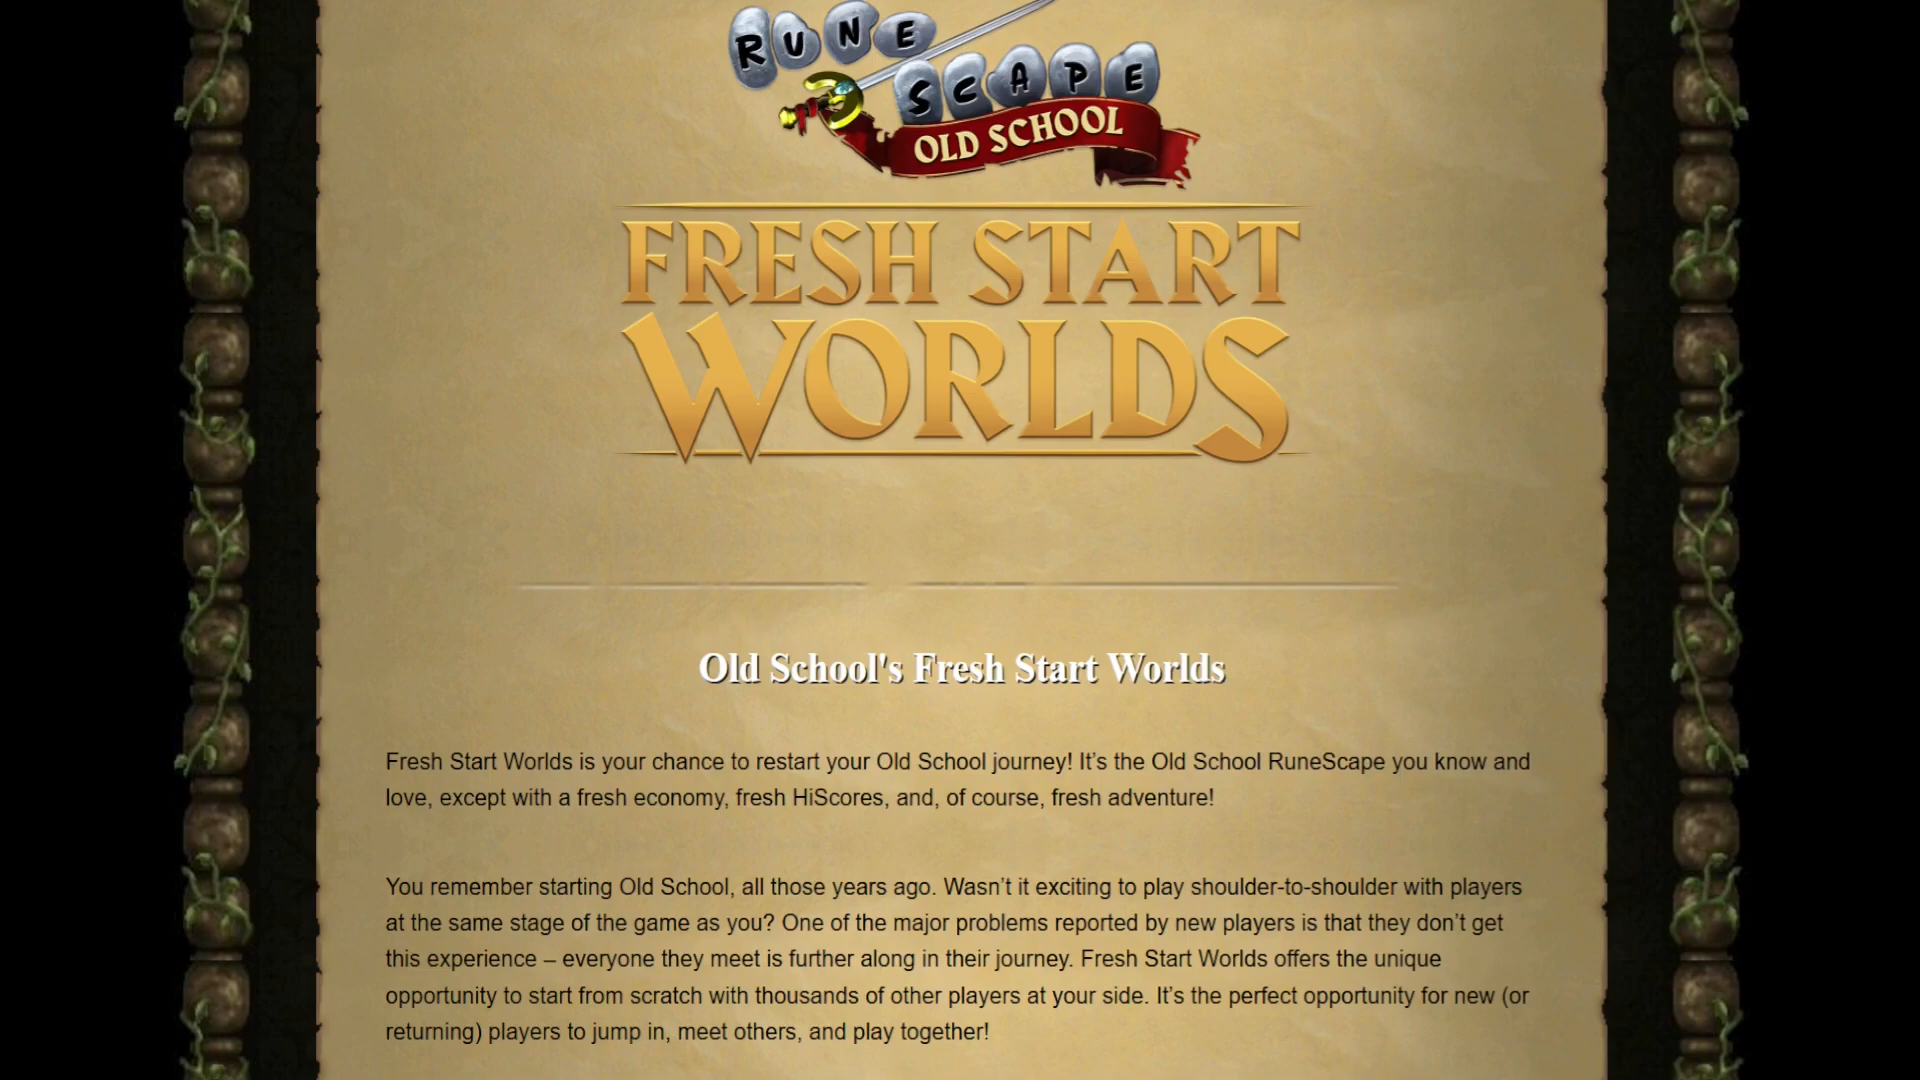 RUNE
SCAPE
OLD SCHOOL
FRESH START
WORLDS
Old School's Fresh Start Worlds
Fresh Start Worlds is your chance to restart your Old School journey! It’s the Old School RuneScape you know and
love, except with a fresh economy, fresh HiScores, and, of course, fresh adventure!
You remember starting Old School, all those years ago. Wasn’t it exciting to play shoulder-to-shoulder with players
at the same stage of the game as you? One of the major problems reported by new players is that they don’t get
this experience – everyone they meet is further along in their journey. Fresh Start Worlds offers the unique
opportunity to start from scratch with thousands of other players at your side. It’s the perfect opportunity for new (or
returning) players to jump in, meet others, and play together!